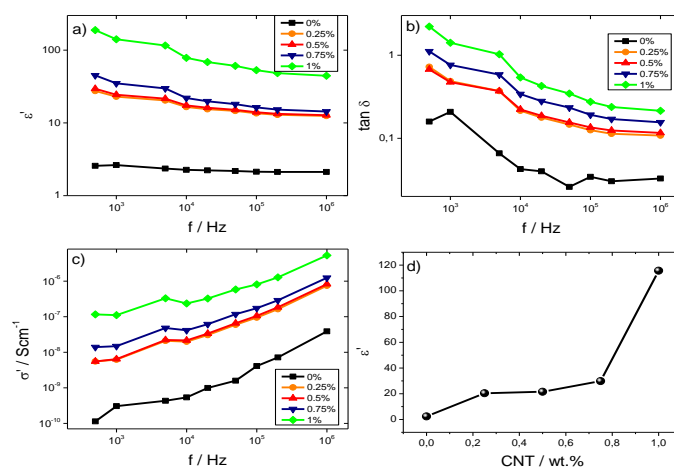 a)
0%
0.25%
0.5%
0.75%
1%
100
10
1
ε'
10³ 10⁴ 10⁵ 10⁶
f / Hz
b)
0%
0.25%
0.5%
0.75%
1%
1
0,1
tan δ
10³ 10⁴ 10⁵ 10⁶
f / Hz
c)
0%
0.25%
0.5%
0.75%
1%
10⁻⁶
10⁻⁷
10⁻⁸
10⁻⁹
10⁻¹⁰
σ' / Scm⁻¹
10³ 10⁴ 10⁵ 10⁶
f / Hz
d)
120
100
80
60
40
20
0
ε'
0,0 0,2 0,4 0,6 0,8 1,0
CNT / wt.%